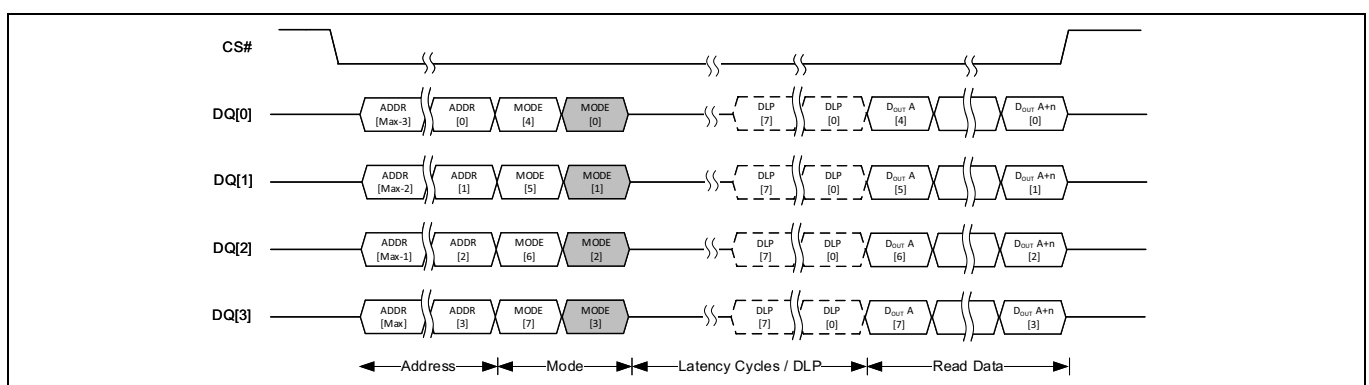 CS#
DQ[0] ADDR MODE MODE DLP DLP DOUT A DOUT A+n
[Max-3] ADDR [0] [4] [0] [7] [0] [4] [0]
DQ[1] ADDR ADDR MODE MODE DLP DLP DOUT A DOUT A+n
[Max-2] [1] [5] [1] [7] [0] [5] [1]
DQ[2] ADDR ADDR MODE MODE DLP DLP DOUT A DOUT A+n
[Max-1] [2] [6] [2] [7] [0] [6] [2]
DQ[3] ADDR ADDR MODE MODE DLP DLP DOUT A DOUT A+n
[Max] [3] [7] [3] [7] [0] [7] [3]
Address Mode Latency Cycles / DLP Read Data